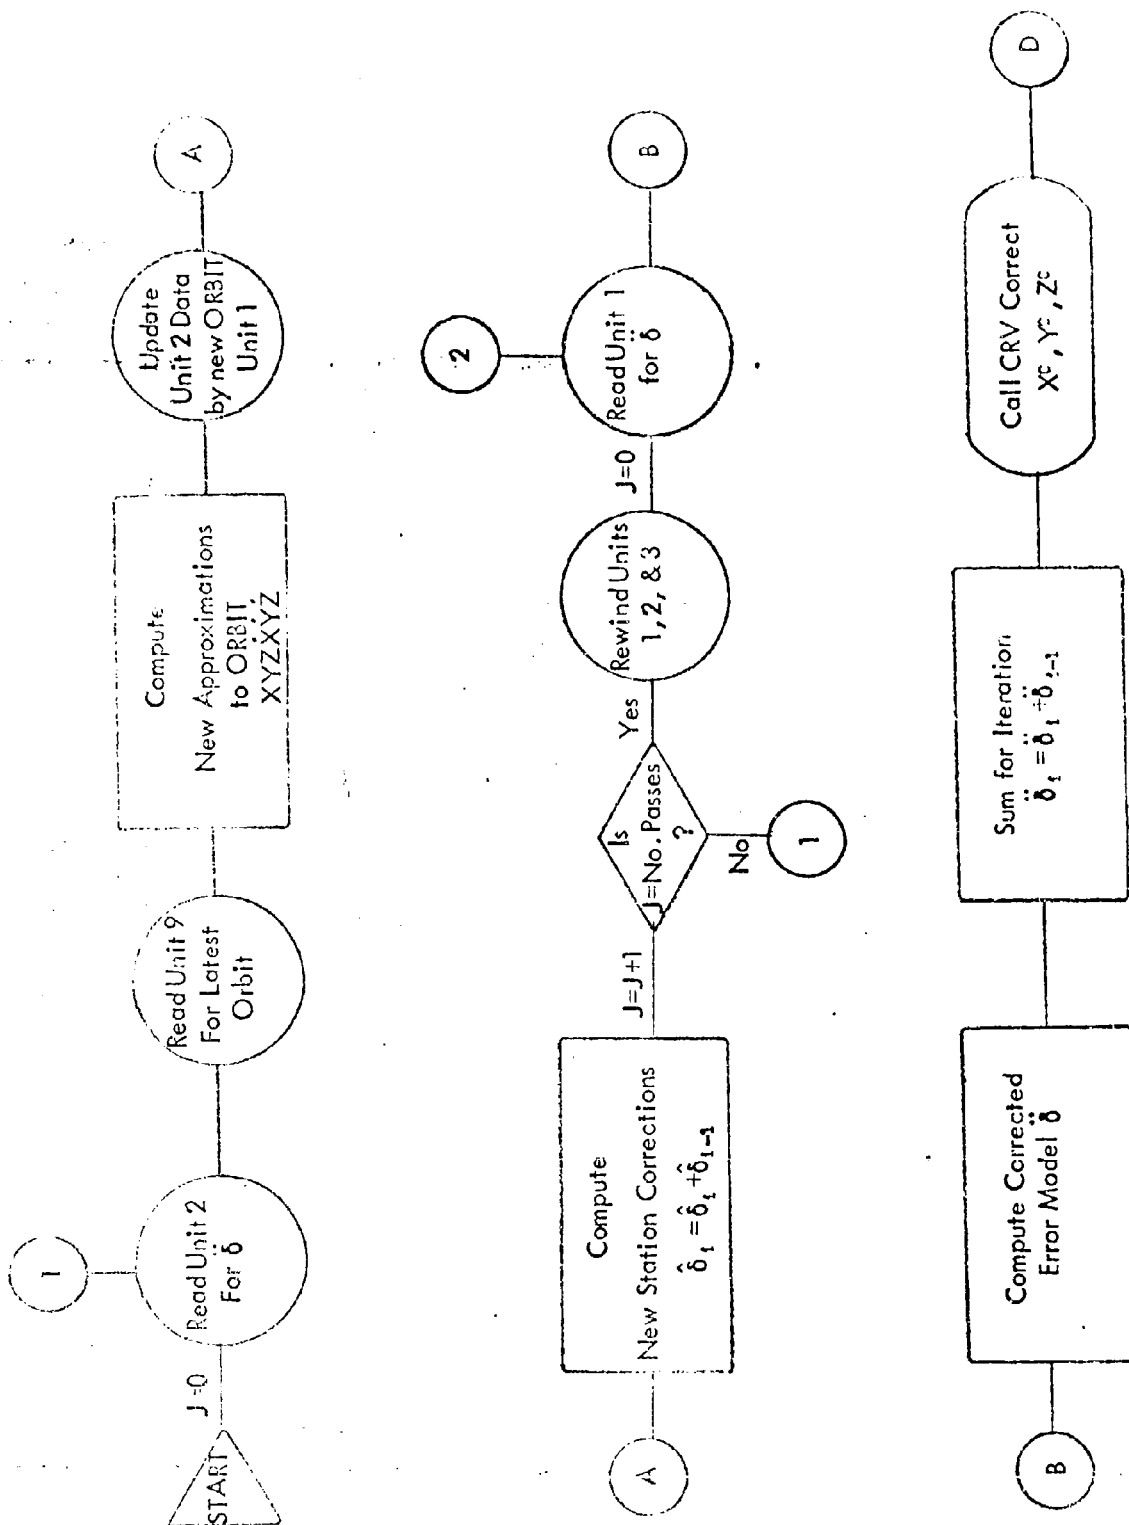 START
J=0
1
Read Unit 2
For δ̈
Read Unit 9
For Latest
Orbit
Compute
New Approximations
to ORBIT,
XYZẊẎŻ
Update
Unit 2 Data
by new ORBIT
Unit 1
A
A
Compute
New Station Corrections
δ̂ᵢ = δ̂ᵢ + δ̂ᵢ₋₁
J=J+1
Is
J=No. Passes
?
No
1
Yes
Rewind Units
1, 2, & 3
J=0
2
Read Unit 1
for δ̈
B
B
Compute Corrected
Error Model δ̈
Sum for Iteration
δ̈ᵢ = δ̈ᵢ + δ̈ᵢ₋₁
Call CRV Correct
Xᶜ, Yᶜ, Zᶜ
D